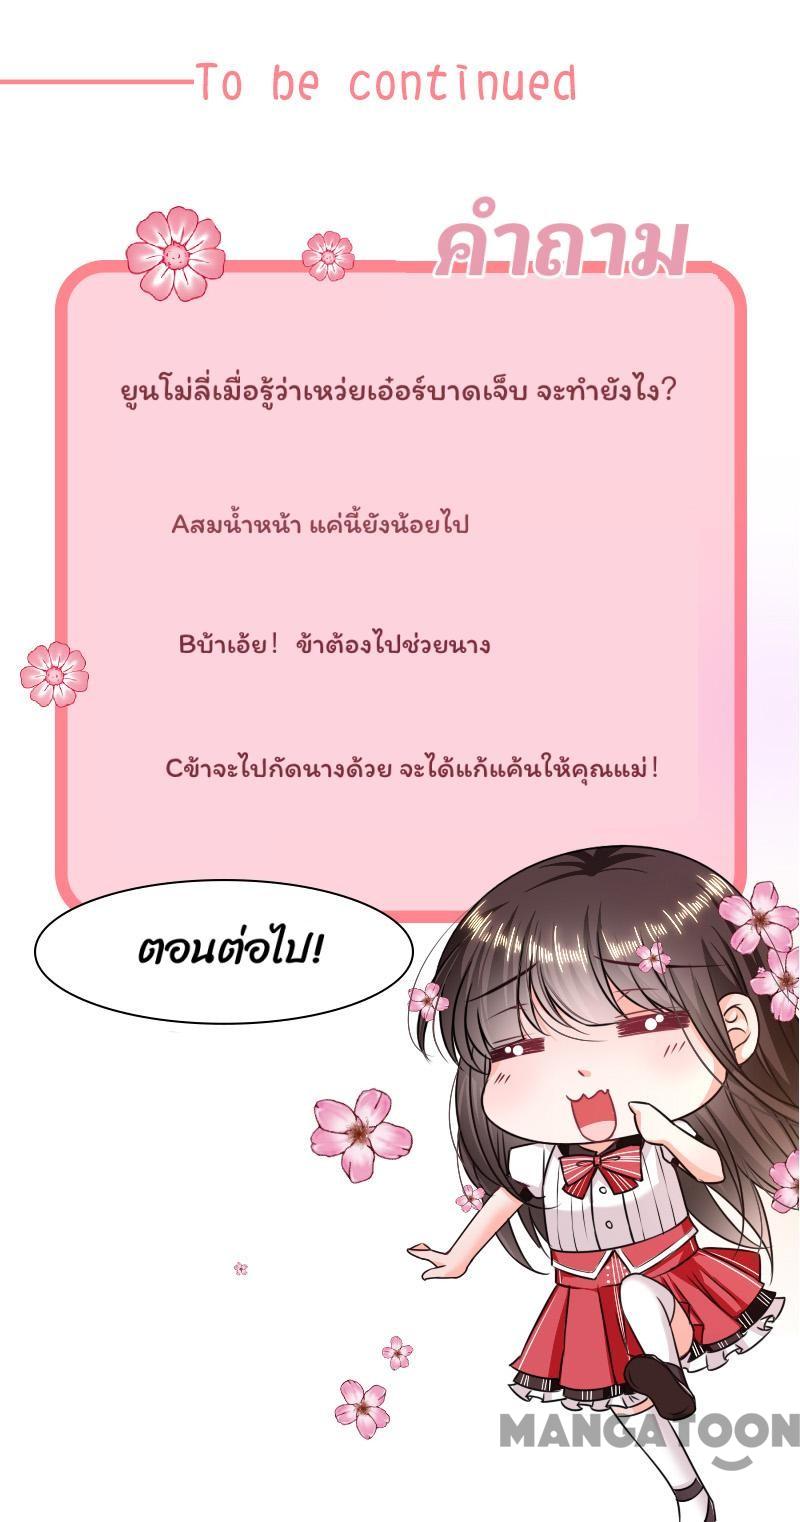 To be continued
คำถาม
ยูนโม่ลี่เมื่อรู้ว่าเหว่ยเอ๋อร์บาดเจ็บ จะทำยังไง?
Aสมน้ำหน้า แค่นี้ยังน้อยไป
Bบ้าเอ้ย! ข้าต้องไปช่วยนาง
Cข้าจะไปกัดนางด้วย จะได้แก้แค้นให้คุณแม่!
ตอนต่อไป!
MANGATOON